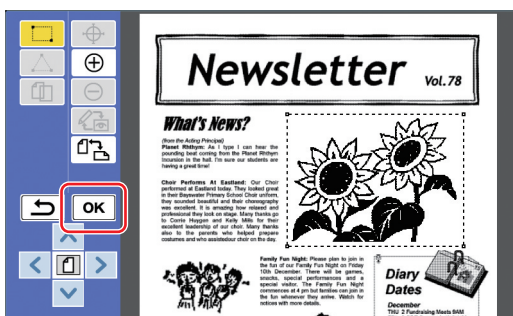 Newsletter Vol.78
What's News?
(from the Acting Principal)
Planet Rhthym: As I type I can hear the
pounding beat coming from the Planet Rhthym
Incursion in the hall. I'm sure our students are
having a great time!
Choir Performs At Eastland: Our Choir
performed at Eastland today. They looked great
in their Bayswater Primary School Choir uniform,
they sounded beautiful and their choreography
was excellent. It is amazing how relaxed and
professional they look on stage. Many thanks go
to Corrie Huygen and Kelly Mills for their
excellent leadership of our choir. Many thanks
also to the parents who helped prepare
costumes and who assistedour choir on the day.
OK
Family Fun Night: Please plan to join in
the fun of our Family Fun Night on Friday
10th December. There will be games,
snacks, special performances and a
special visitor. The Family Fun Night
commences at 4 pm but families can join in
the fun whenever they arrive. Watch for
notices with more details.
Diary
Dates
December
THU 2 Fundraising Meets 9AM